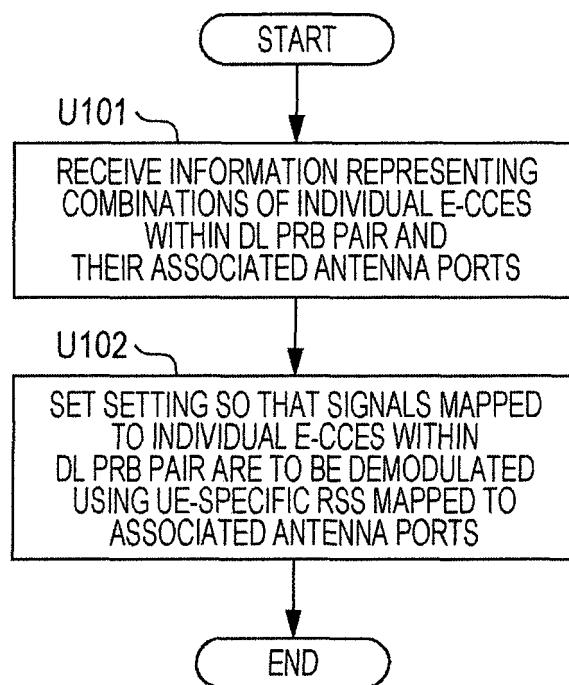 START
U101
RECEIVE INFORMATION REPRESENTING
COMBINATIONS OF INDIVIDUAL E-CCES
WITHIN DL PRB PAIR AND
THEIR ASSOCIATED ANTENNA PORTS
U102
SET SETTING SO THAT SIGNALS MAPPED
TO INDIVIDUAL E-CCES WITHIN
DL PRB PAIR ARE TO BE DEMODULATED
USING UE-SPECIFIC RSS MAPPED TO
ASSOCIATED ANTENNA PORTS
END